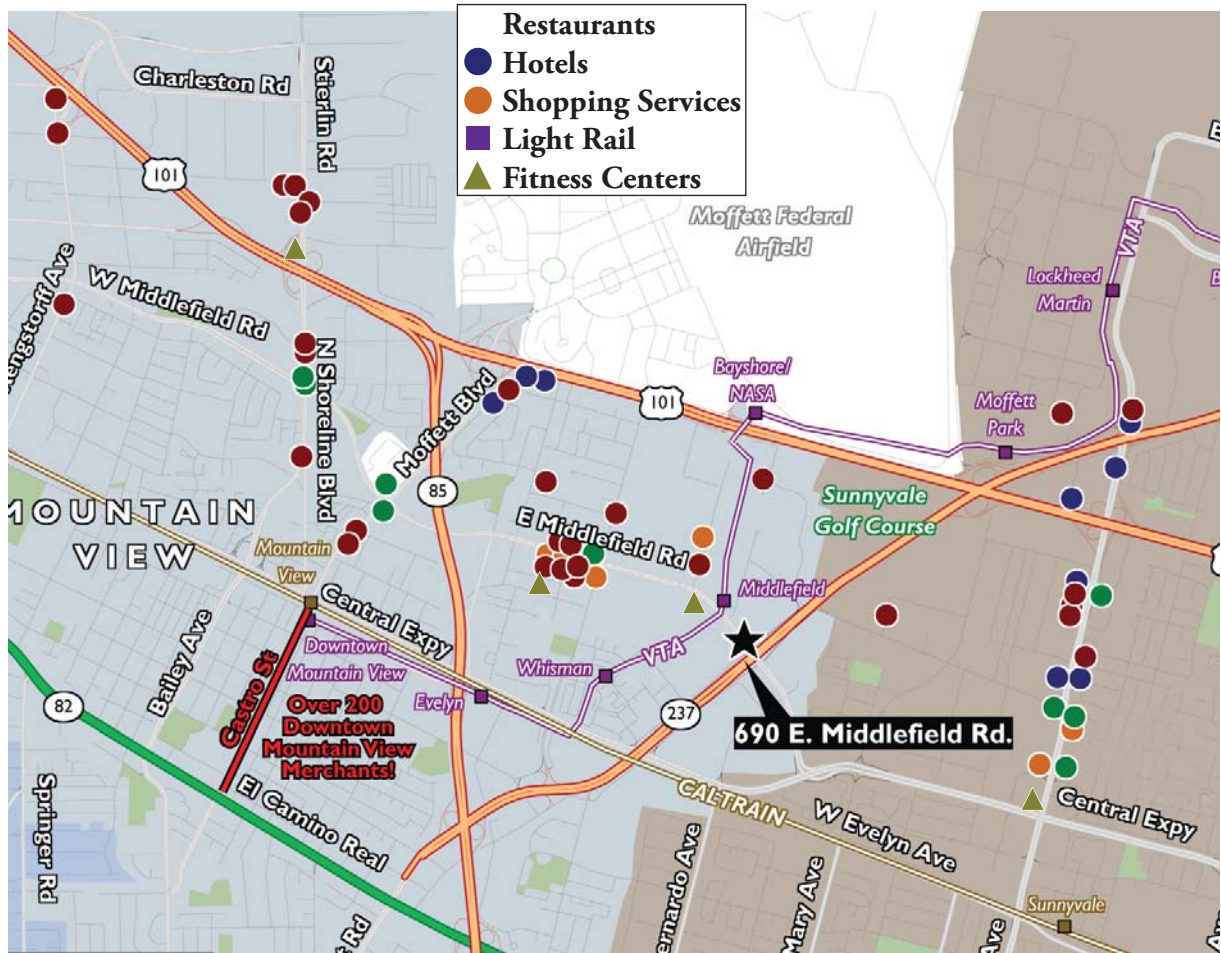 Restaurants
Hotels
Shopping Services
Light Rail
Fitness Centers
Charleston Rd
Stierlin Rd
101
Moffett Federal
Airfield
VTA
Lockheed
Martin
W Middlefield Rd
N Shoreline Blvd
Moffett Blvd
Bayshore/
NASA
101
Moffett
Park
85
Sunnyvale
Golf Course
E Middlefield Rd
MOUNTAIN
VIEW
Mountain
View
Central Expy
Middlefield
Bailey Ave
Downtown
Mountain View
Whisman
VTA
Evelyn
Castro St
82
Over 200
Downtown
Mountain View
Merchants!
237
690 E. Middlefield Rd.
El Camino Real
CALTRAIN
W Evelyn Ave
Central Expy
Springer Rd
Mary Ave
Sunnyvale
Ave